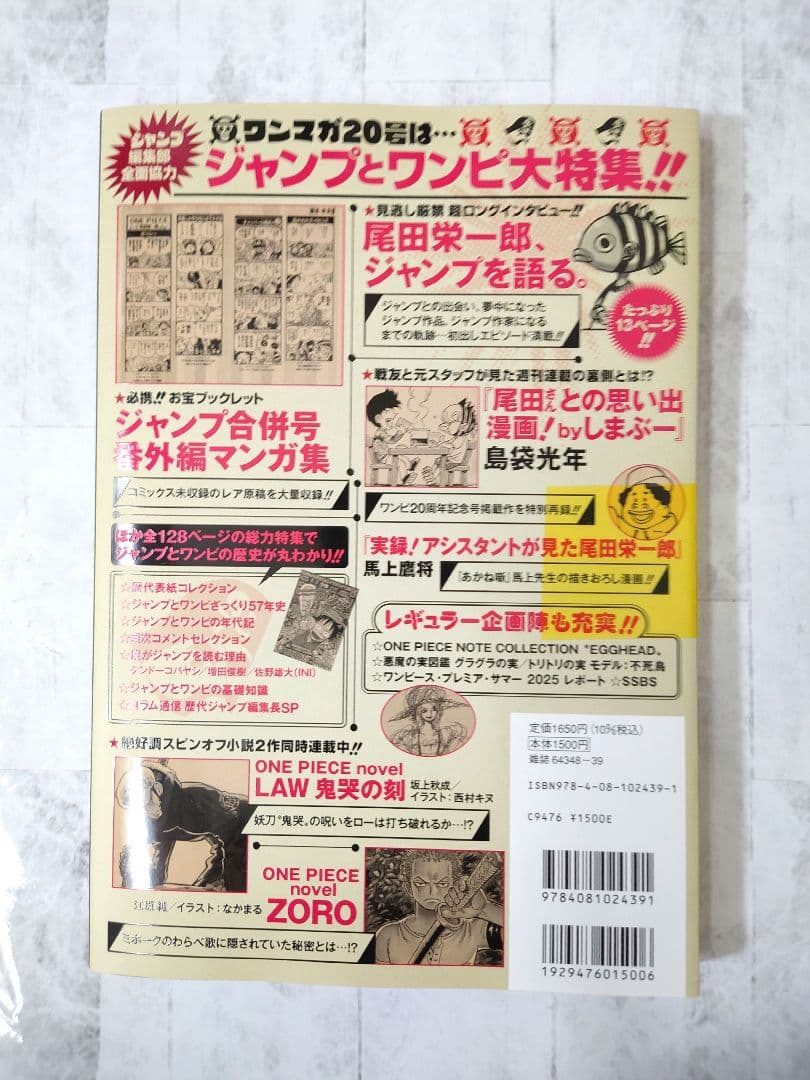 ジャンプ
編集部
全面協力
ワンマガ20号は…
ジャンプとワンピ大特集!!
★見逃し厳禁 超ロングインタビュー!!
尾田栄一郎、
ジャンプを語る。
ジャンプとの出会い。夢中になった
ジャンプ作品。ジャンプ作家になる
までの軌跡…初出しエピソード満載!!
たっぷり
13ページ
!!
ONE PIECE
★必携!! お宝ブックレット
ジャンプ合併号
番外編マンガ集
コミックス未収録のレア原稿を大量収録!!
★戦友と元スタッフが見た週刊連載の裏側とは!?
『尾田さんとの思い出
漫画！byしまぶー』
島袋光年
ワンピ20周年記念号掲載作を特別再録!!
『実録！アシスタントが見た尾田栄一郎』
馬上鷹将
『あかね噺』馬上先生の描きおろし漫画!!
ほか全128ページの総力特集で
ジャンプとワンピの歴史が丸わかり!!
☆歴代表紙コレクション
☆ジャンプとワンピざっくり57年史
☆ジャンプとワンピの年代記
☆目次コメントセレクション
☆俺がジャンプを読む理由
ケンドーコバヤシ/増田俊樹/佐野雄大(INI)
☆ジャンプとワンピの基礎知識
☆コラム通信 歴代ジャンプ編集長SP
レギュラー企画陣も充実!!
☆ONE PIECE NOTE COLLECTION "EGGHEAD"
☆悪魔の実図鑑 グラグラの実/トリトリの実 モデル:不死鳥
☆ワンピース・プレミア・サマー 2025 レポート ☆SSBS
★絶好調スピンオフ小説2作同時連載中!!
ONE PIECE novel
LAW 鬼哭の刻
坂上秋成/
イラスト:西村キヌ
妖刀"鬼哭"の呪いをローは打ち破れるか…!?
ONE PIECE
novel
ZORO
江坂純/イラスト:なかまる
ミホークのわらべ歌に隠されていた秘密とは…!?
定価1650円(10%税込)
本体1500円
雑誌 64348-39
ISBN978-4-08-102439-1
C9476 ¥1500E
9784081024391
1929476015006